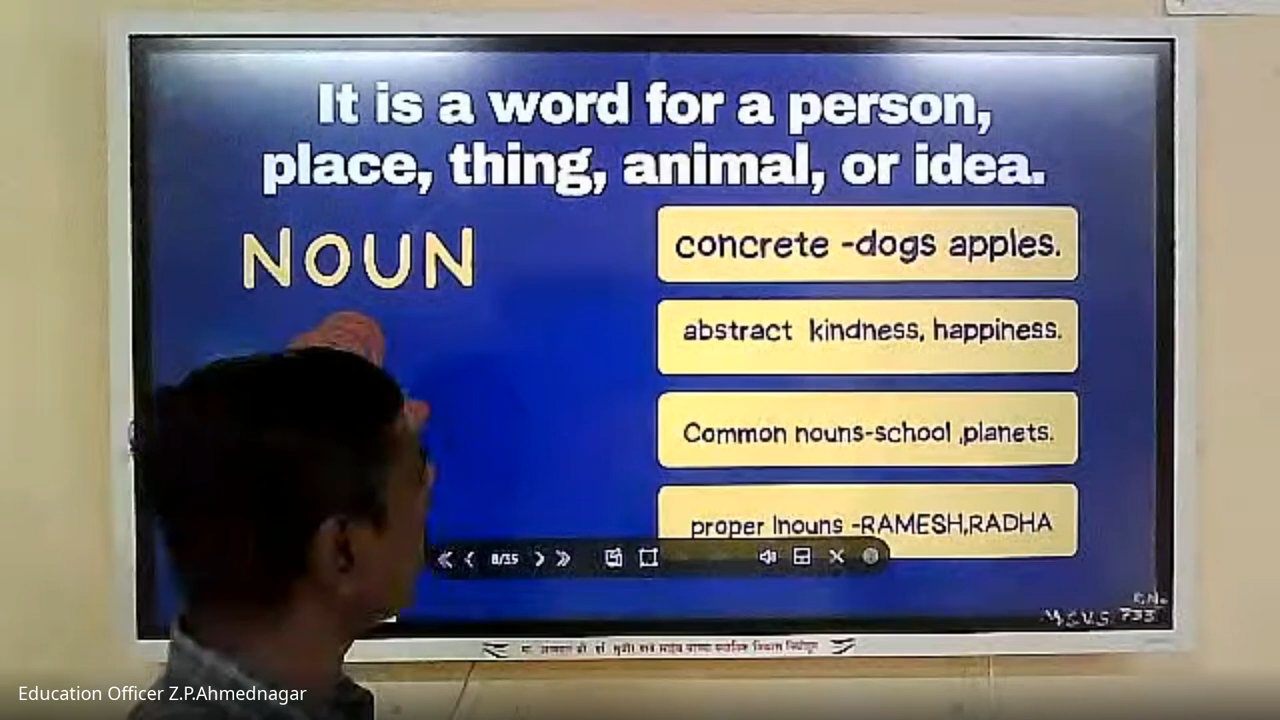 It is a word for a person,
place, thing, animal, or idea.
NOUN
concrete -dogs apples.
abstract kindness, happiness.
Common nouns-school ,planets.
proper lnouns -RAMESH,RADHA
8/35
Education Officer Z.P.Ahmednagar